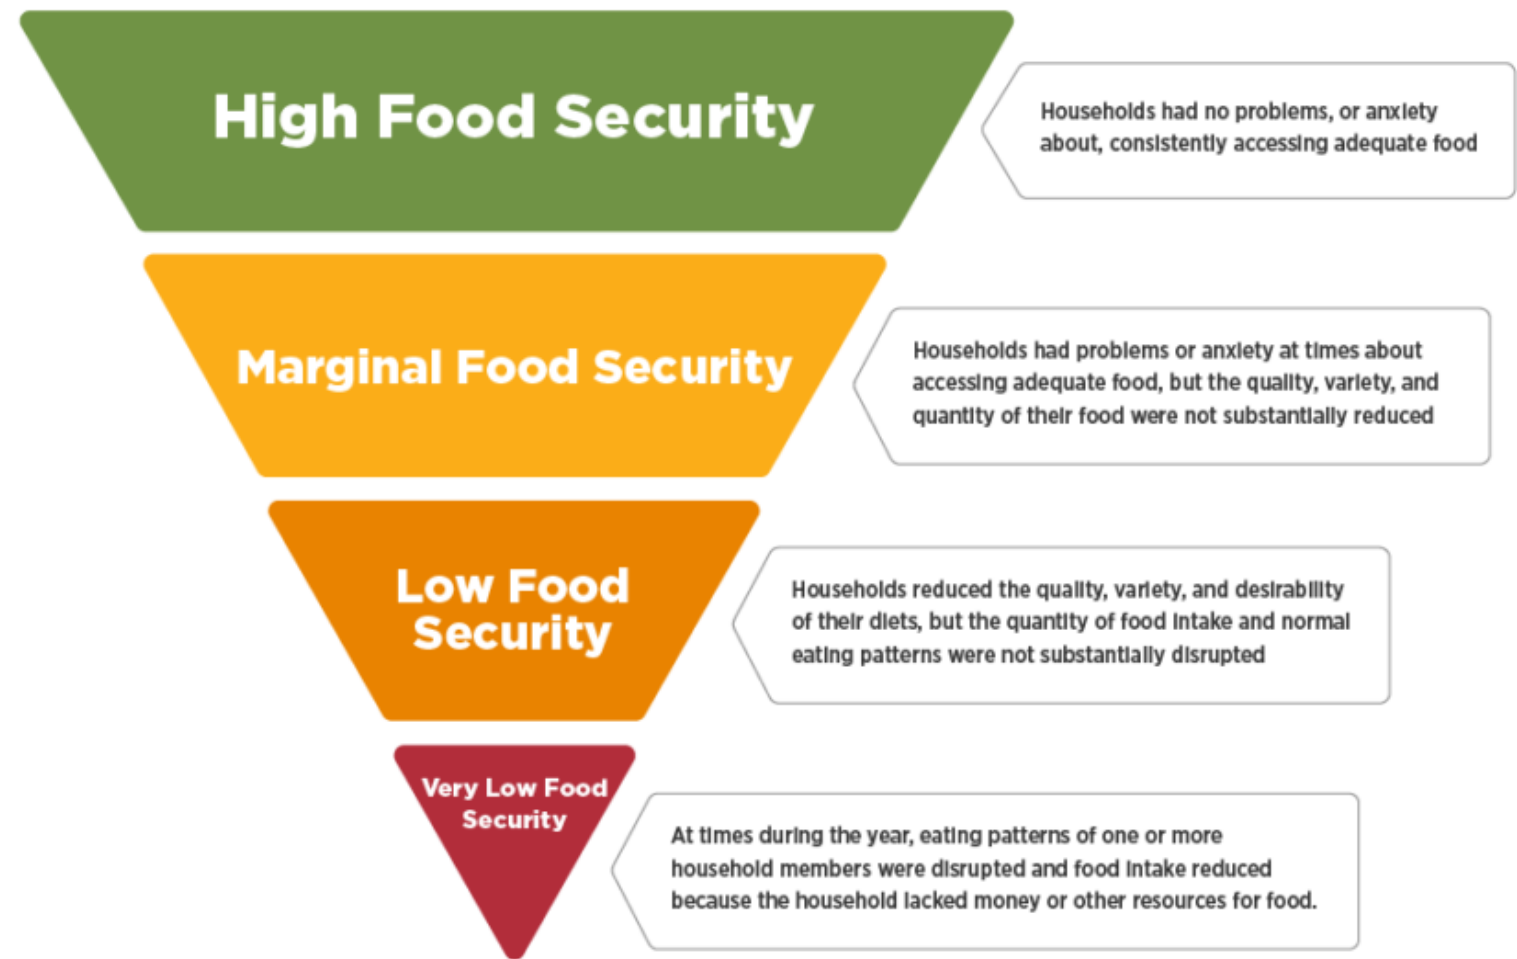 High Food Security
Households had no problems, or anxiety
about, consistently accessing adequate food
Marginal Food Security
Households had problems or anxiety at times about
accessing adequate food, but the quality, variety, and
quantity of their food were not substantially reduced
Low Food
Security
Households reduced the quality, variety, and desirability
of their diets, but the quantity of food intake and normal
eating patterns were not substantially disrupted
Very Low Food
Security
At times during the year, eating patterns of one or more
household members were disrupted and food intake reduced
because the household lacked money or other resources for food.